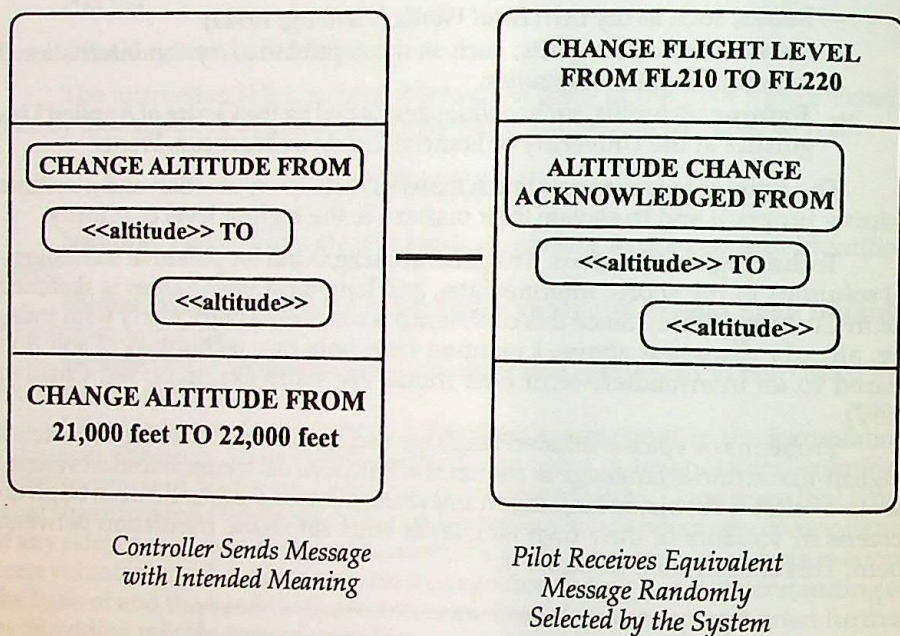 CHANGE ALTITUDE FROM
<<altitude>> TO
<<altitude>>
CHANGE ALTITUDE FROM
21,000 feet TO 22,000 feet
Controller Sends Message
with Intended Meaning
CHANGE FLIGHT LEVEL
FROM FL210 TO FL220
ALTITUDE CHANGE
ACKNOWLEDGED FROM
<<altitude>> TO
<<altitude>>
Pilot Receives Equivalent
Message Randomly
Selected by the System